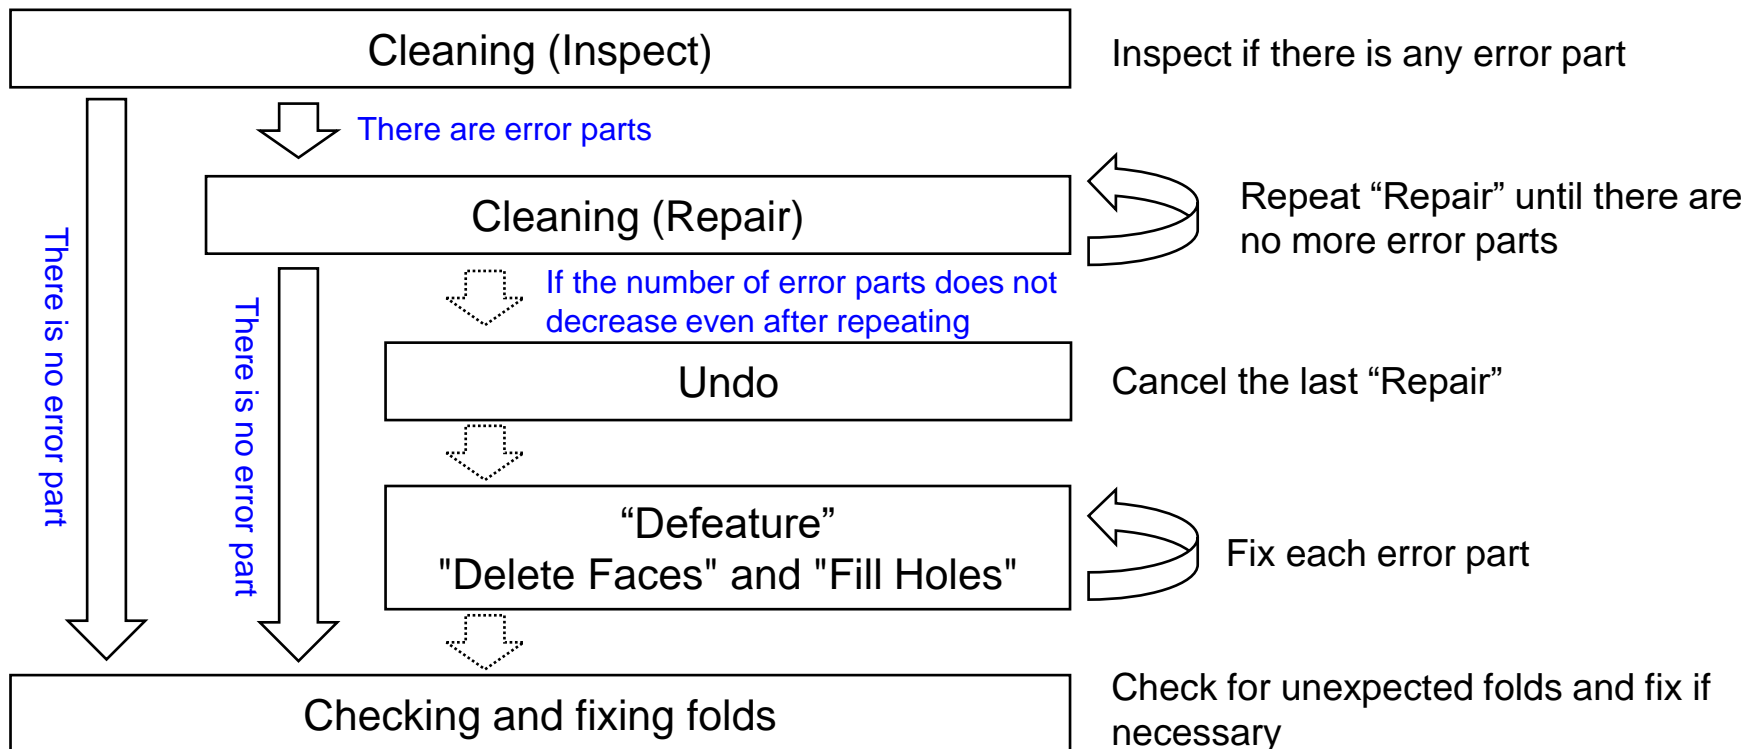 Cleaning (Inspect)
Inspect if there is any error part
There are error parts
Cleaning (Repair)
Repeat “Repair” until there are
no more error parts
There is no error part
There is no error part
If the number of error parts does not
decrease even after repeating
Undo
Cancel the last “Repair”
“Defeature”
"Delete Faces" and "Fill Holes"
Fix each error part
Checking and fixing folds
Check for unexpected folds and fix if
necessary